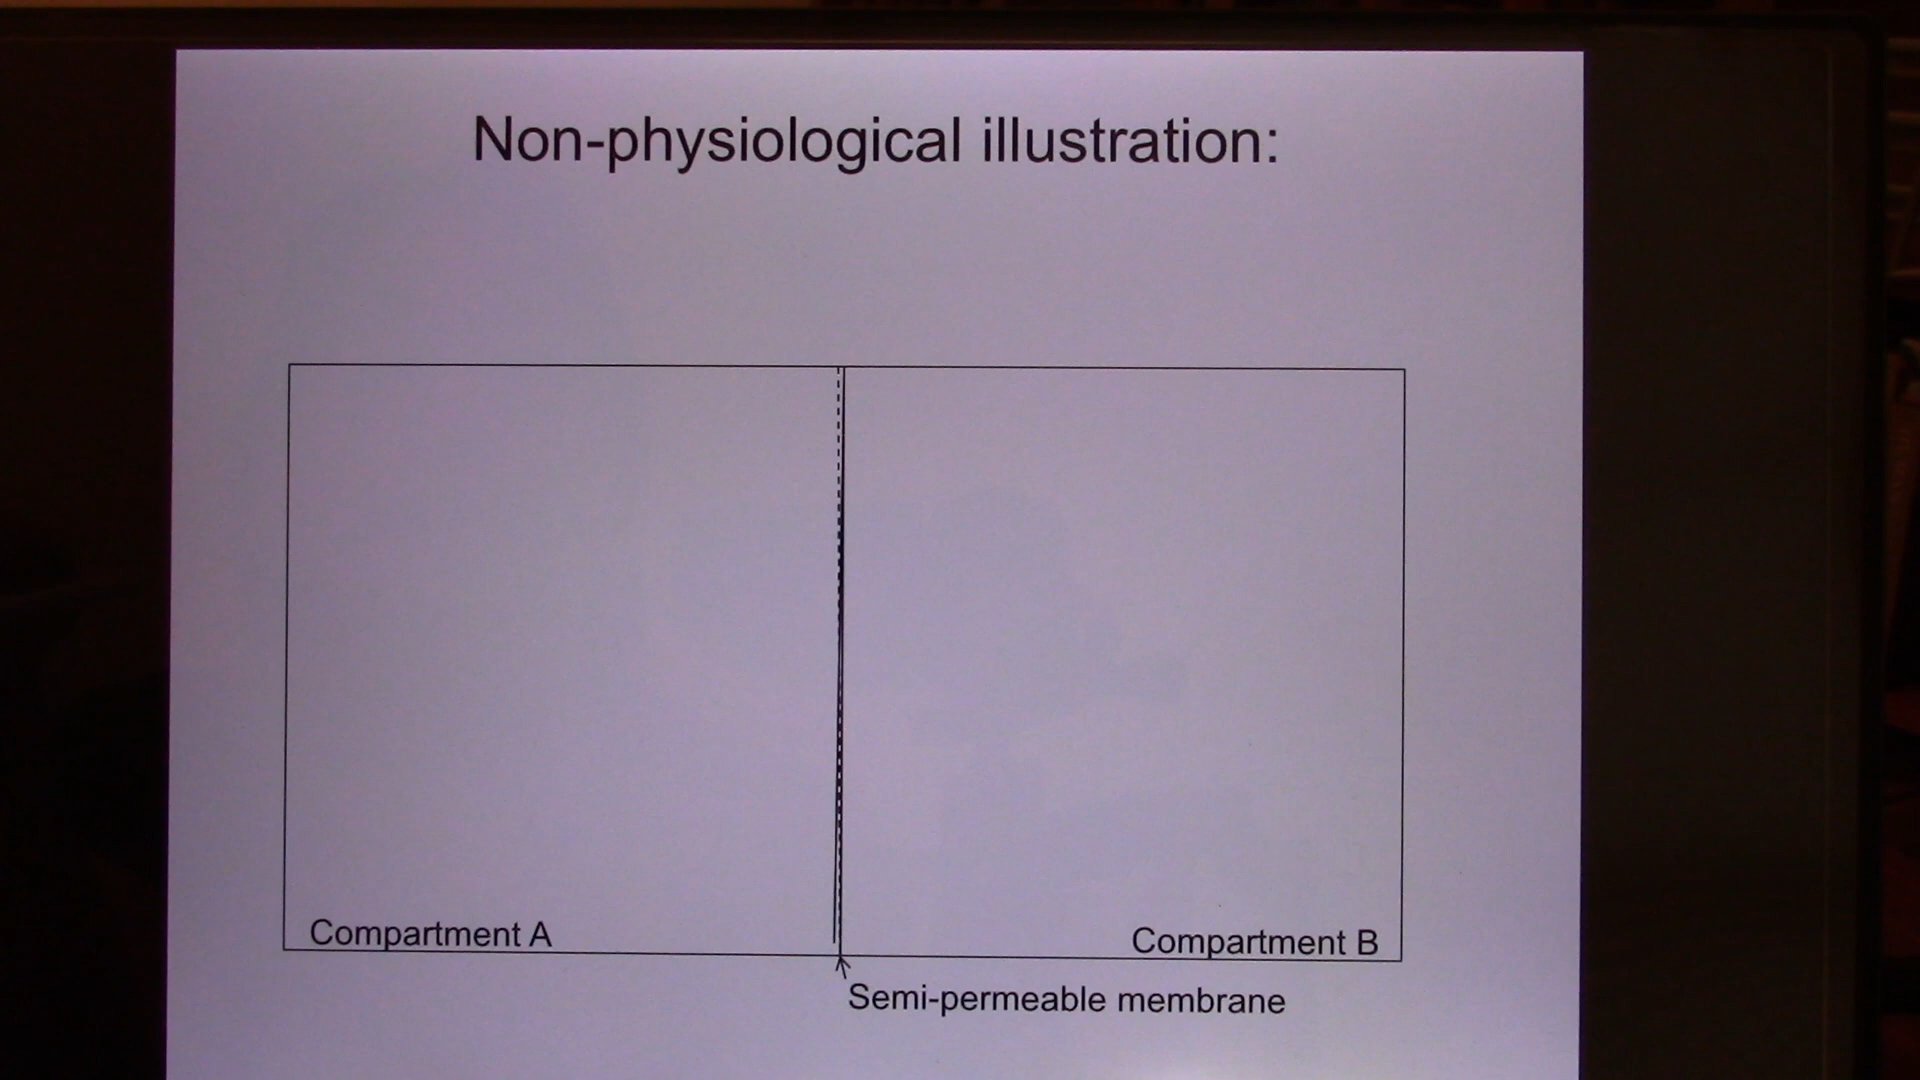 Non-physiological illustration:
Compartment A
Compartment B
Semi-permeable membrane